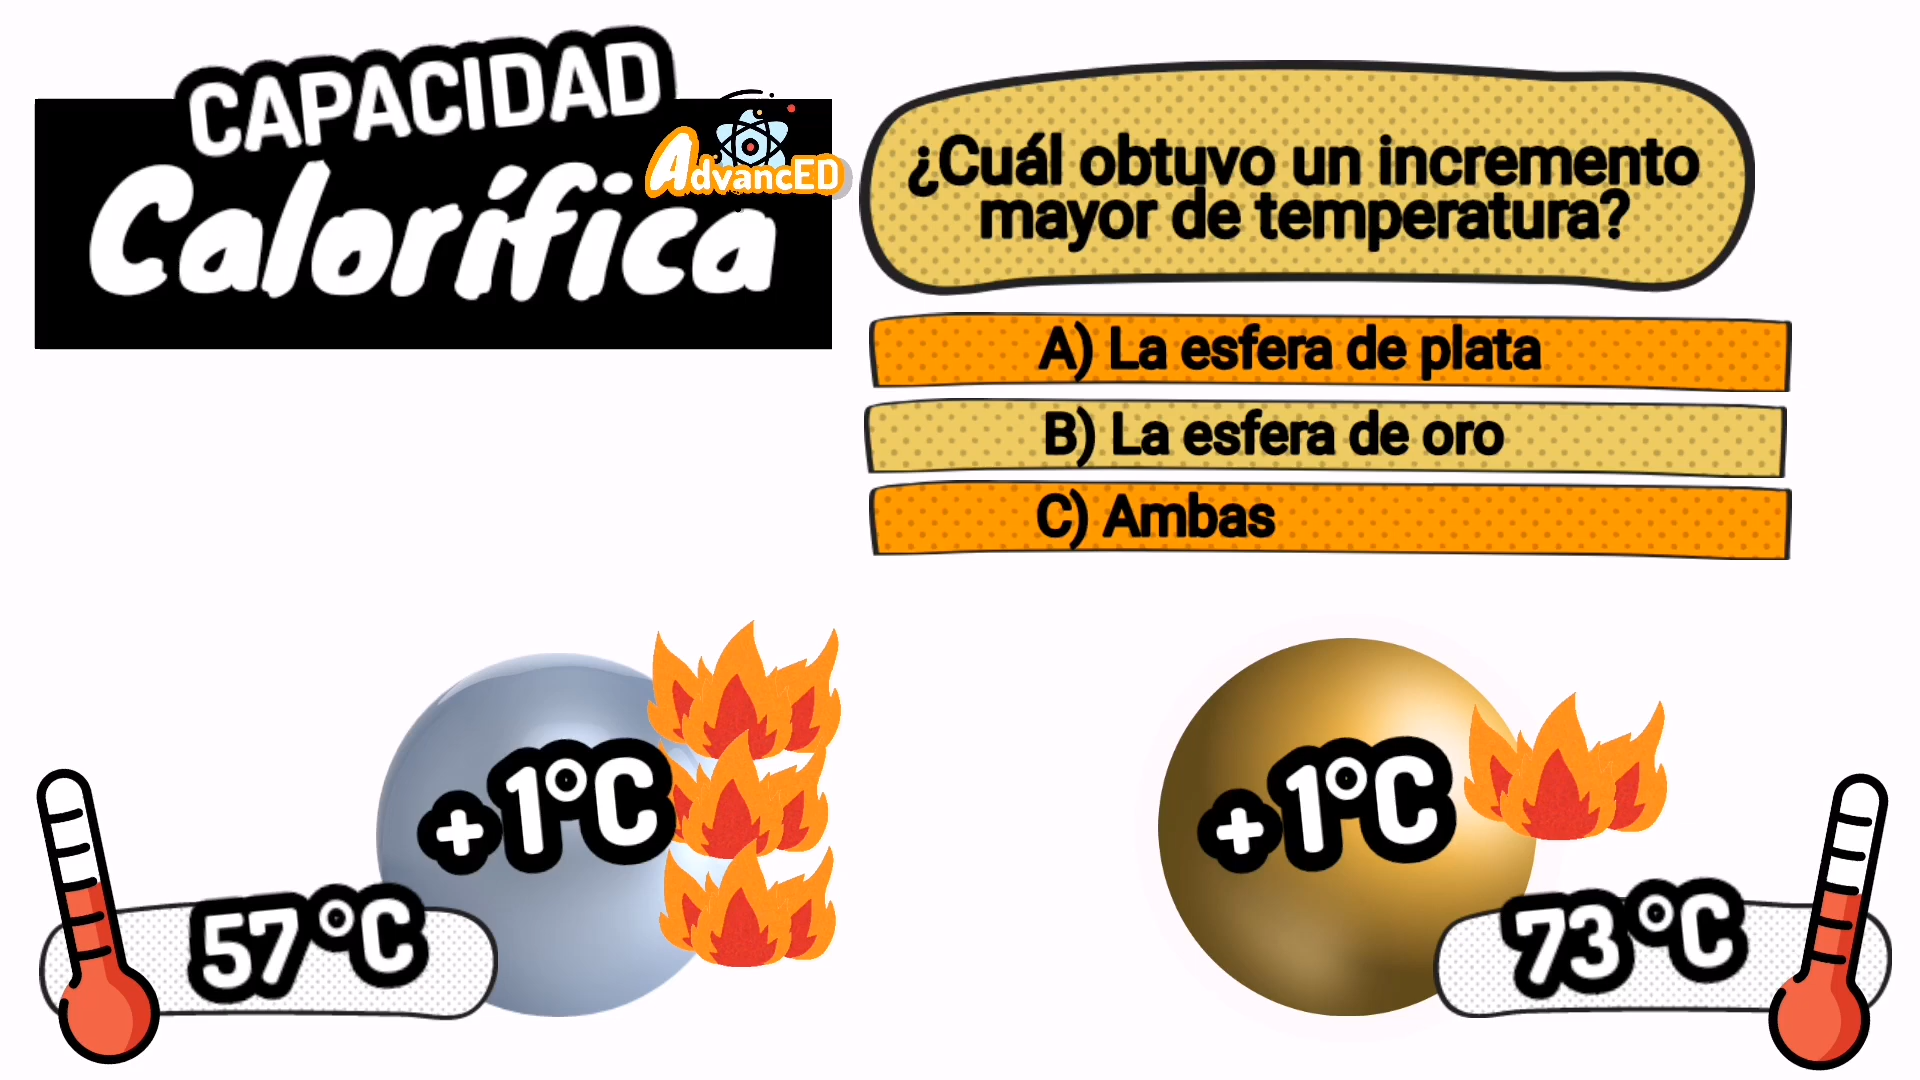 CAPACIDAD
Calorífica
AdvancED
¿Cuál obtuvo un incremento
mayor de temperatura?
A) La esfera de plata
B) La esfera de oro
C) Ambas
+1°C
57°C
+1°C
73°C